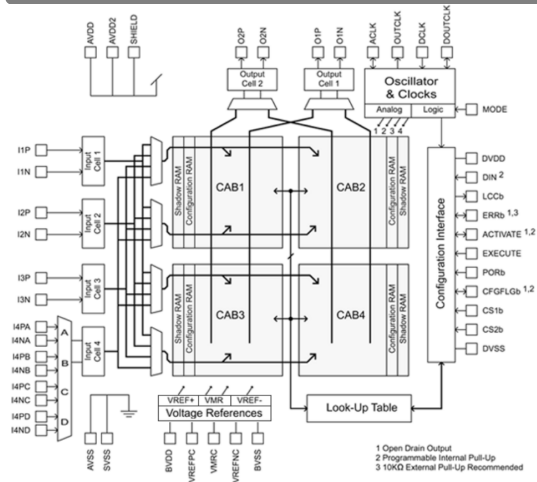 AVDD
AVDD2
SHIELD
O2P
O2N
O1P
O1N
ACLK
OUTCLK
DCLK
DOUTCLK
Output
Cell 2
Output
Cell 1
Oscillator
& Clocks
Analog
Logic
1 2 3 4
MODE
I1P
I1N
Input
Cell 1
I2P
I2N
Input
Cell 2
I3P
I3N
Input
Cell 3
I4PA
I4NA
I4PB
I4NB
I4PC
I4NC
I4PD
I4ND
A
B
C
D
Input
Cell 4
Shadow RAM
Configuration RAM
CAB1
CAB2
Configuration RAM
Shadow RAM
Shadow RAM
Configuration RAM
CAB3
CAB4
Configuration RAM
Shadow RAM
Configuration Interface
DVDD
DIN 2
LCCb
ERRb 1,3
ACTIVATE 1,2
EXECUTE
PORb
CFGFLGb 1,2
CS1b
CS2b
DVSS
VREF+
VMR
VREF-
Voltage References
Look-Up Table
AVSS
SVSS
BVDD
VREFPC
VMRC
VREFNC
BVSS
1 Open Drain Output
2 Programmable Internal Pull-Up
3 10KΩ External Pull-Up Recommended